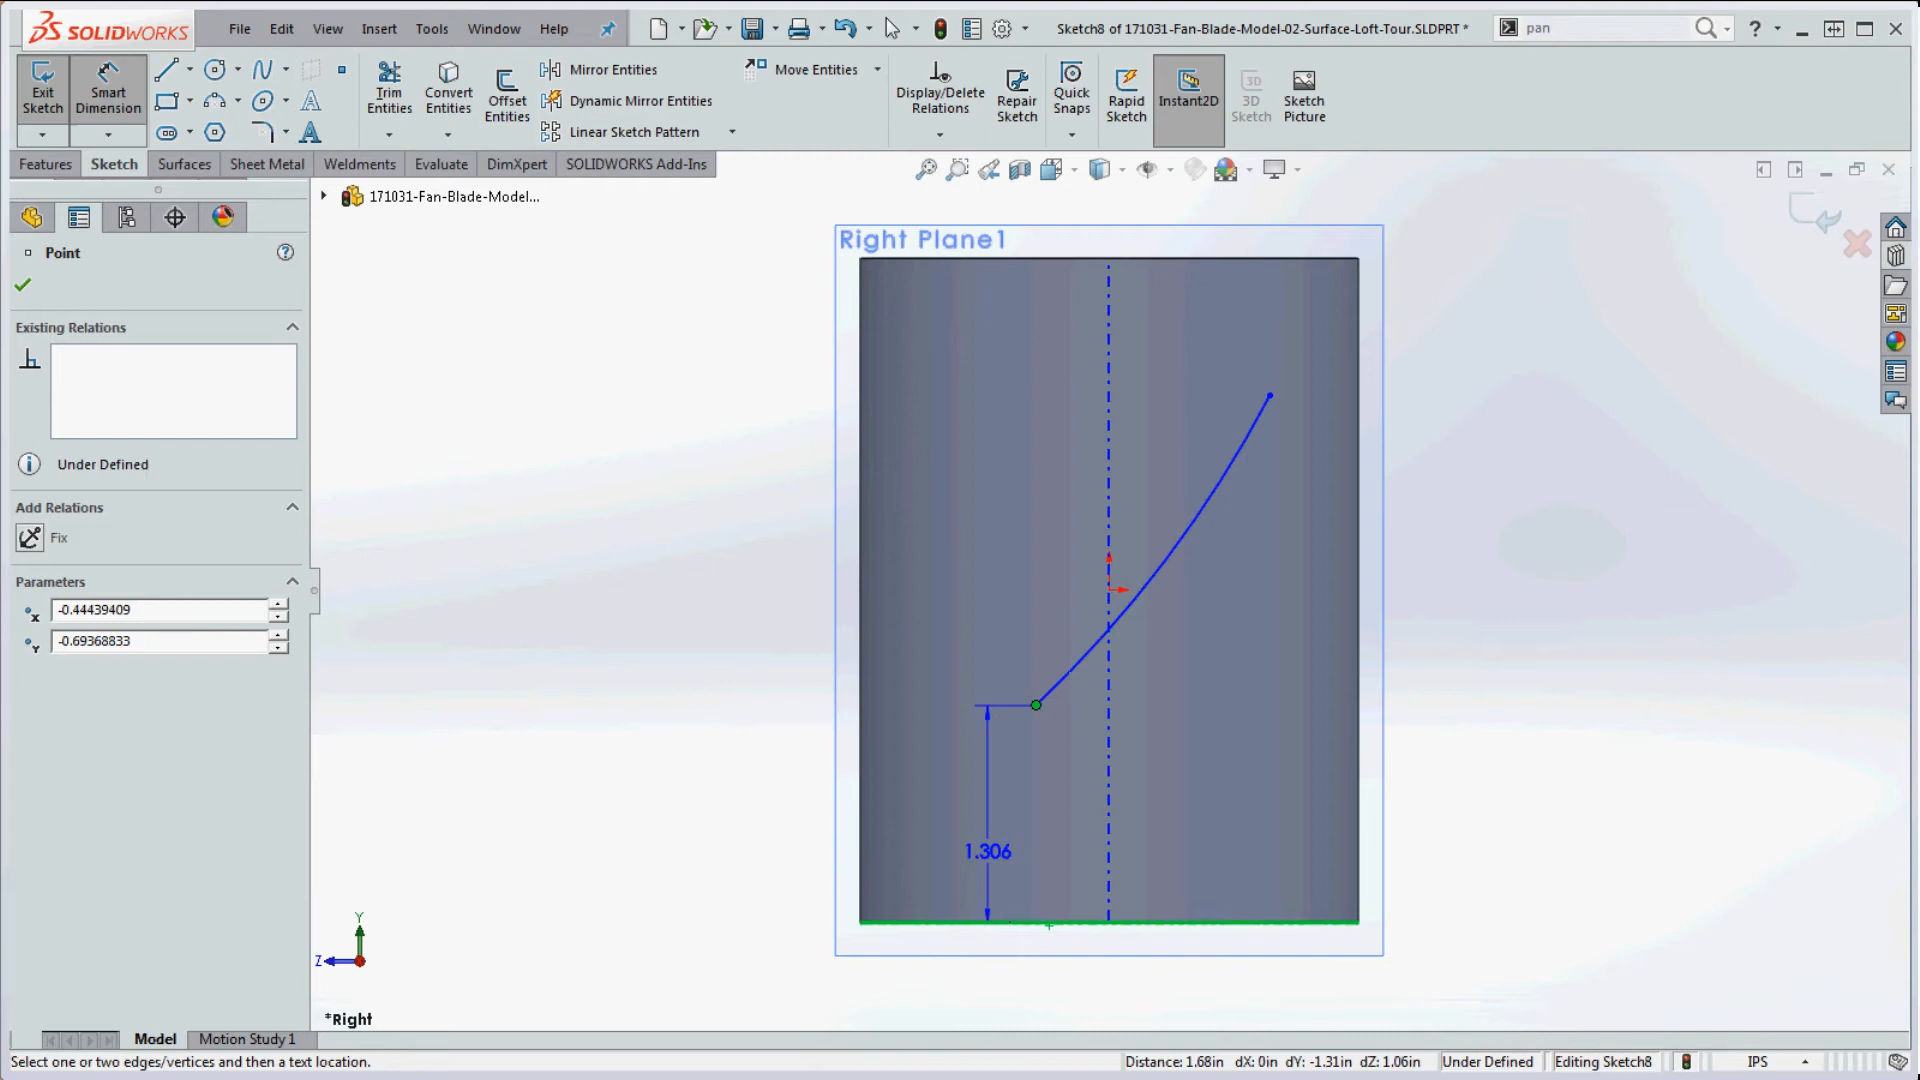 SOLIDWORKS File Edit View Insert Tools Window Help Sketch8 of 171031-Fan-Blade-Model-02-Surface-Loft-Tour.SLDPRT * pan ?
Exit Sketch
Smart Dimension
Trim Entities
Convert Entities
Offset Entities
Mirror Entities
Dynamic Mirror Entities
Linear Sketch Pattern
Move Entities
Display/Delete Relations
Repair Sketch
Quick Snaps
Rapid Sketch
Instant2D
3D Sketch
Sketch Picture
Features Sketch Surfaces Sheet Metal Weldments Evaluate DimXpert SOLIDWORKS Add-Ins
171031-Fan-Blade-Model...
Point
Existing Relations
Under Defined
Add Relations
Fix
Parameters
X -0.44439409
Y -0.69368833
Right Plane1
1.306
Y
Z
*Right
Model Motion Study 1
Select one or two edges/vertices and then a text location. Distance: 1.68in dX: 0in dY: -1.31in dZ: 1.06in Under Defined Editing Sketch8 IPS